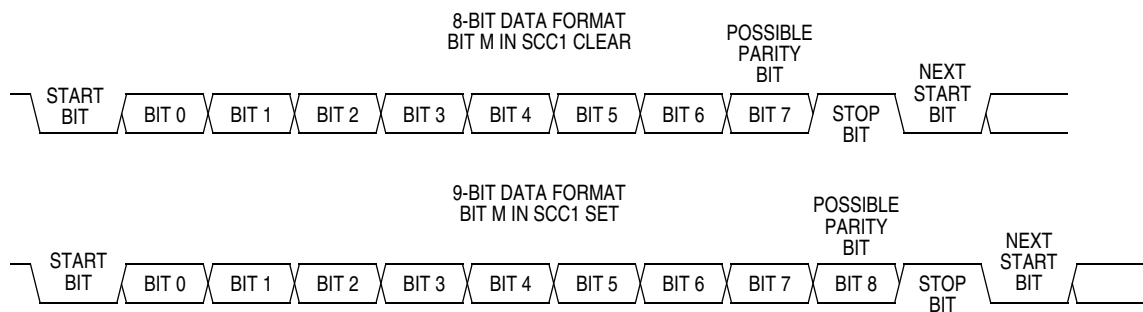 8-BIT DATA FORMAT
BIT M IN SCC1 CLEAR
POSSIBLE
PARITY
BIT
START
BIT
BIT 0
BIT 1
BIT 2
BIT 3
BIT 4
BIT 5
BIT 6
BIT 7
STOP
BIT
NEXT
START
BIT
9-BIT DATA FORMAT
BIT M IN SCC1 SET
POSSIBLE
PARITY
BIT
START
BIT
BIT 0
BIT 1
BIT 2
BIT 3
BIT 4
BIT 5
BIT 6
BIT 7
BIT 8
STOP
BIT
NEXT
START
BIT